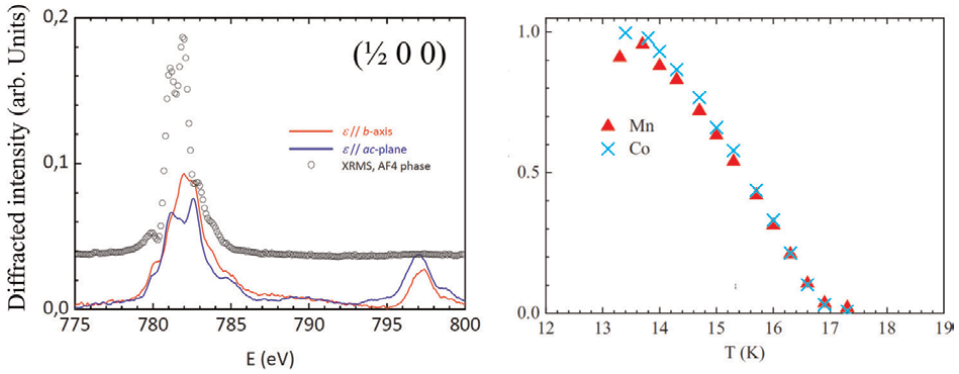 Diffracted intensity (arb. Units)
0,2
0,1
0,0
(½ 0 0)
ε// b-axis
ε// ac-plane
XRMS, AF4 phase
775 780 785 790 795 800
E (eV)
1.0
0.5
0.0
Mn
Co
12 13 14 15 16 17 18 19
T (K)